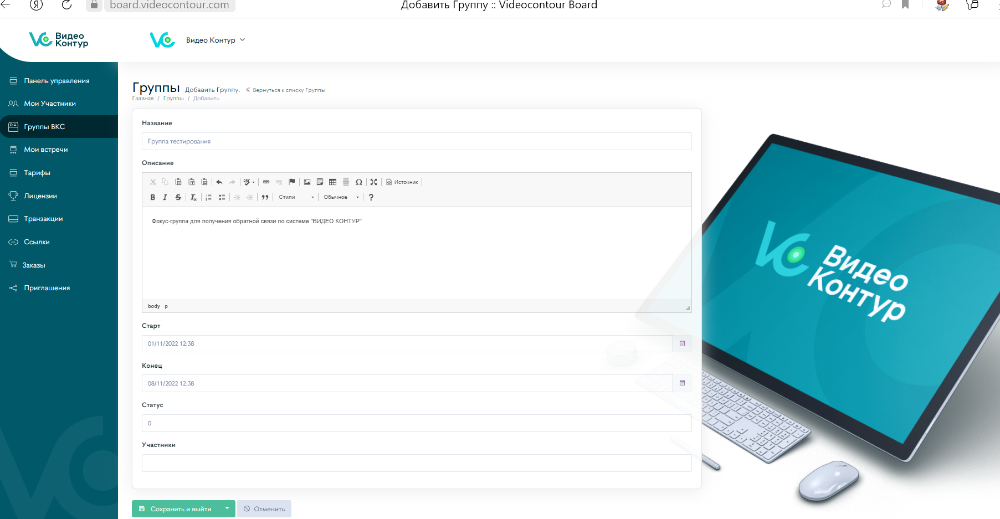 board.videocontour.com
Добавить Группу :: Videocontour Board
Видео
Контур
Видео Контур
Панель управления
Мои Участники
Группы ВКС
Мои встречи
Тарифы
Лицензии
Транзакции
Ссылки
Заказы
Приглашения
Группы Добавить Группу. « Вернуться к списку Группы
Главная / Группы / Добавить
Название
Группа тестирования
Описание
Источник
Стили Обычное
Фокус-группа для получения обратной связи по системе "ВИДЕО КОНТУР"
body p
Старт
01/11/2022 12:38
Конец
08/11/2022 12:38
Статус
0
Участники
Сохранить и выйти
Отменить
Видео
Контур